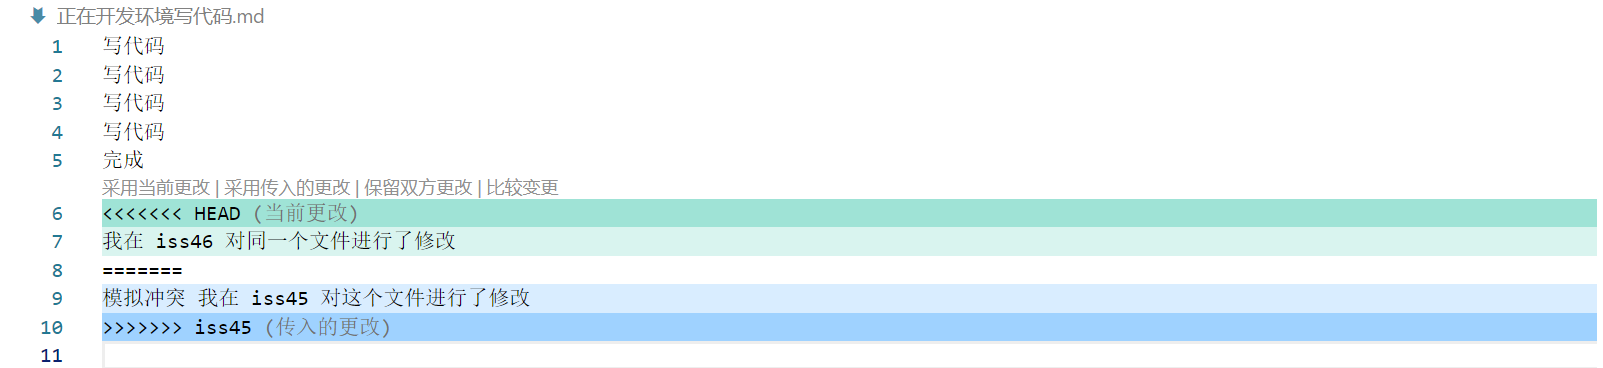 正在开发环境写代码.md
1 写代码
2 写代码
3 写代码
4 写代码
5 完成
采用当前更改 | 采用传入的更改 | 保留双方更改 | 比较变更
6 <<<<<<< HEAD (当前更改)
7 我在 iss46 对同一个文件进行了修改
8 =======
9 模拟冲突 我在 iss45 对这个文件进行了修改
10 >>>>>>> iss45 (传入的更改)
11